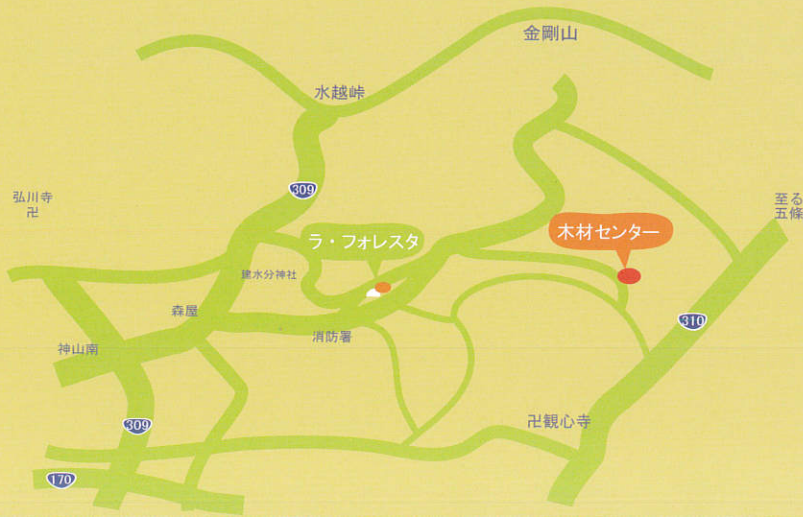 金剛山
水越峠
309
弘川寺
卍
至る
五條
ラ・フォレスタ
木材センター
建水分神社
森屋
消防署
310
神山南
309
卍観心寺
170